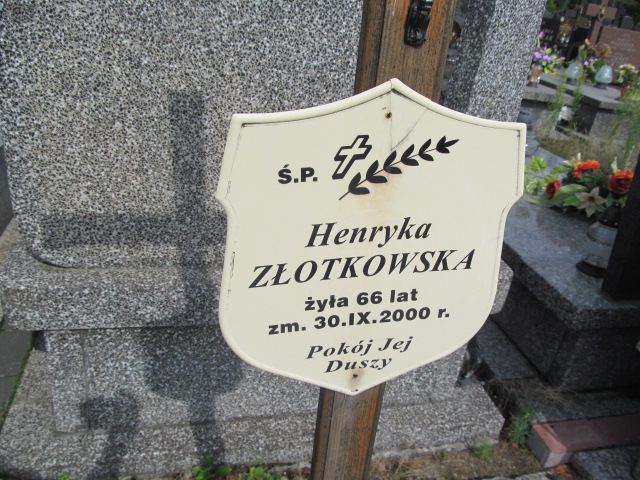 Ś.P.
Henryka
ZŁOTKOWSKA
żyła 66 lat
zm. 30.IX.2000 r.
Pokój Jej
Duszy